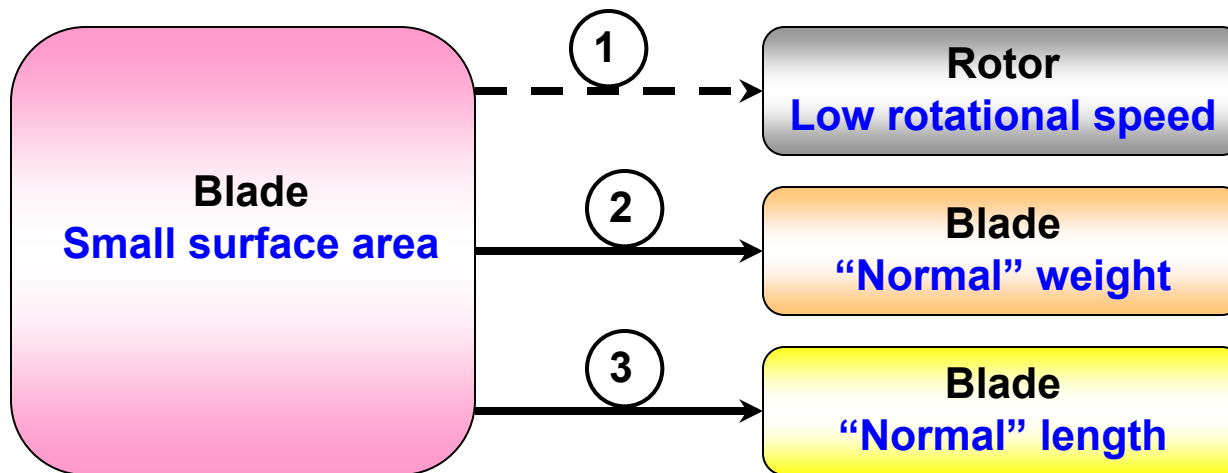 1
Rotor
Low rotational speed
Blade
Small surface area
2
Blade
“Normal” weight
3
Blade
“Normal” length